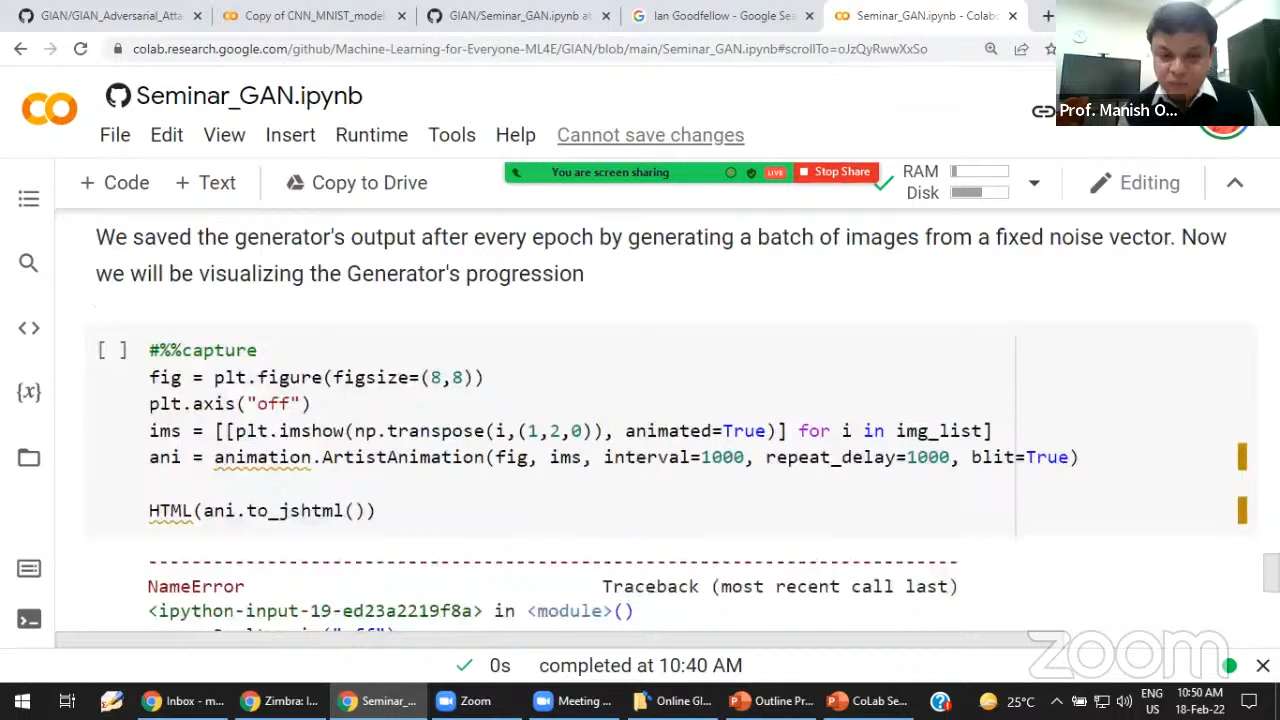 GIAN/GIAN_Adversarial_Atta
Copy of CNN_MNIST_model
GIAN/Seminar_GAN.ipynb at
Ian Goodfellow - Google Sea
Seminar_GAN.ipynb - Colab
colab.research.google.com/github/Machine-Learning-for-Everyone-ML4E/GIAN/blob/main/Seminar_GAN.ipynb#scrollTo=oJzQyRwwXxSo
Seminar_GAN.ipynb
Prof. Manish O...
File Edit View Insert Runtime Tools Help Cannot save changes
You are screen sharing LIVE Stop Share
+ Code + Text Copy to Drive RAM Disk Editing
We saved the generator's output after every epoch by generating a batch of images from a fixed noise vector. Now
we will be visualizing the Generator's progression
[ ] #%%capture
fig = plt.figure(figsize=(8,8))
plt.axis("off")
ims = [[plt.imshow(np.transpose(i,(1,2,0)), animated=True)] for i in img_list]
ani = animation.ArtistAnimation(fig, ims, interval=1000, repeat_delay=1000, blit=True)
HTML(ani.to_jshtml())
---------------------------------------------------------------------------
NameError Traceback (most recent call last)
<ipython-input-19-ed23a2219f8a> in <module>()
0s completed at 10:40 AM
zoom
Inbox - m...
Zimbra: I...
Seminar_...
Zoom
Meeting ...
Online Gl...
Outline Pr...
CoLab Se...
25°C
ENG
US
10:50 AM
18-Feb-22